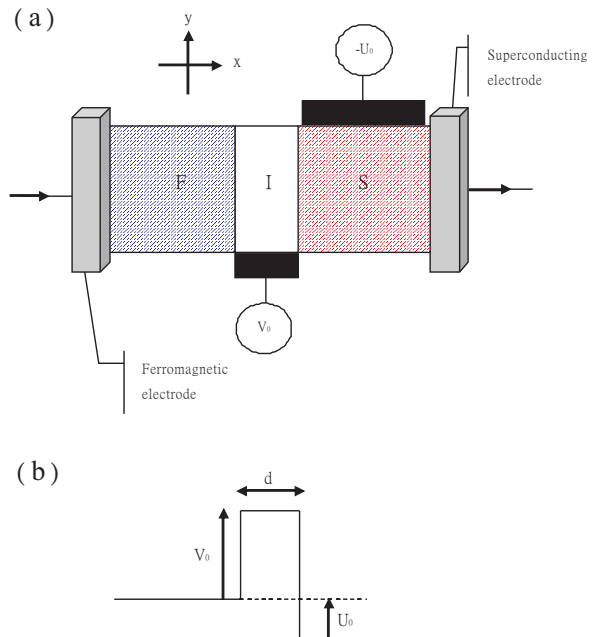 (a)
y
x
-U₀
Superconducting
electrode
F
I
S
V₀
Ferromagnetic
electrode
(b)
d
V₀
U₀